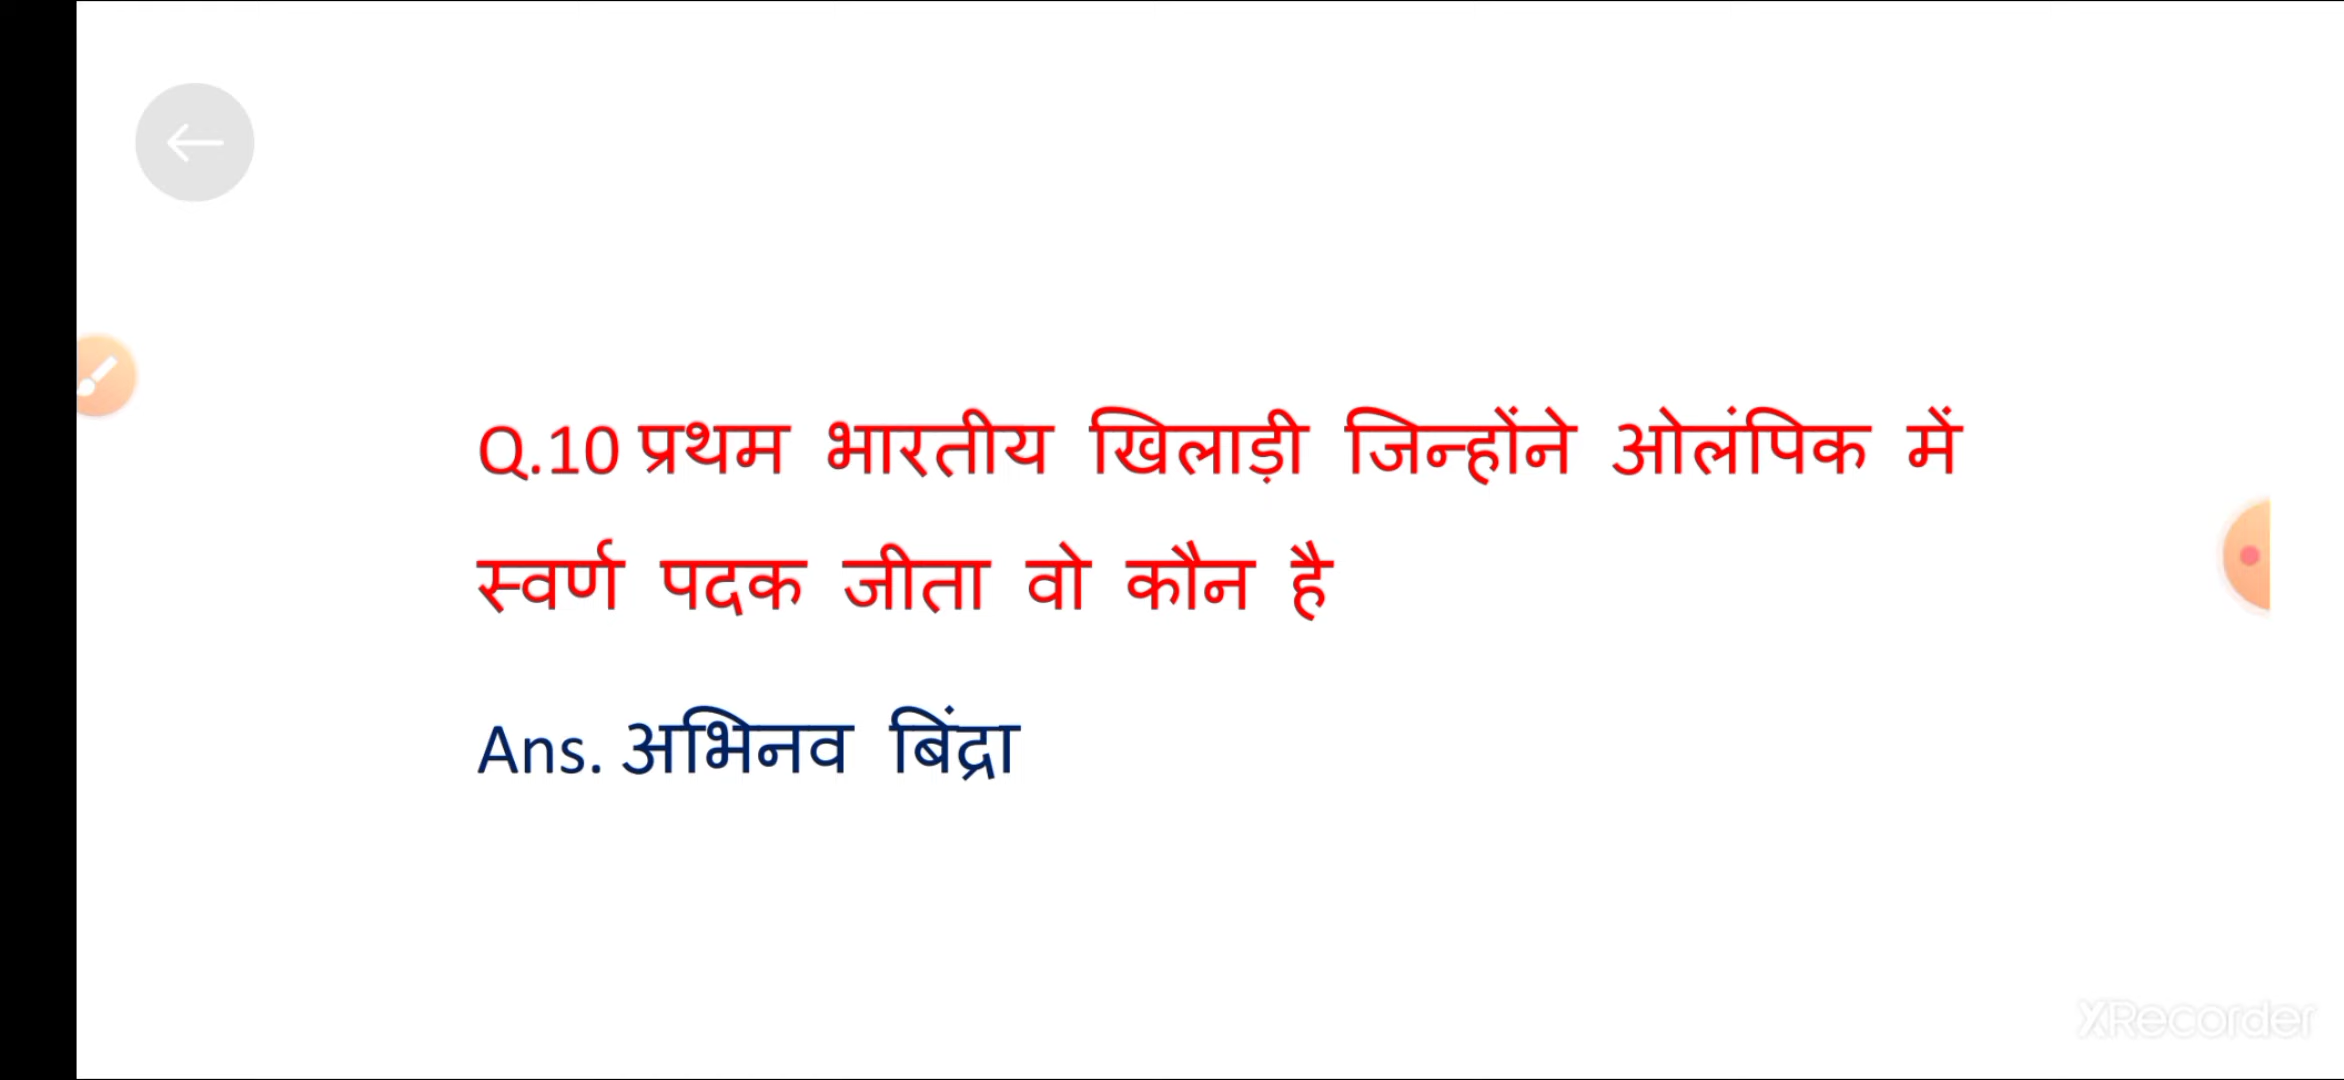 Q.10 प्रथम भारतीय खिलाड़ी जिन्होंने ओलंपिक में
स्वर्ण पदक जीता वो कौन है
Ans. अभिनव बिंद्रा
XRecorder